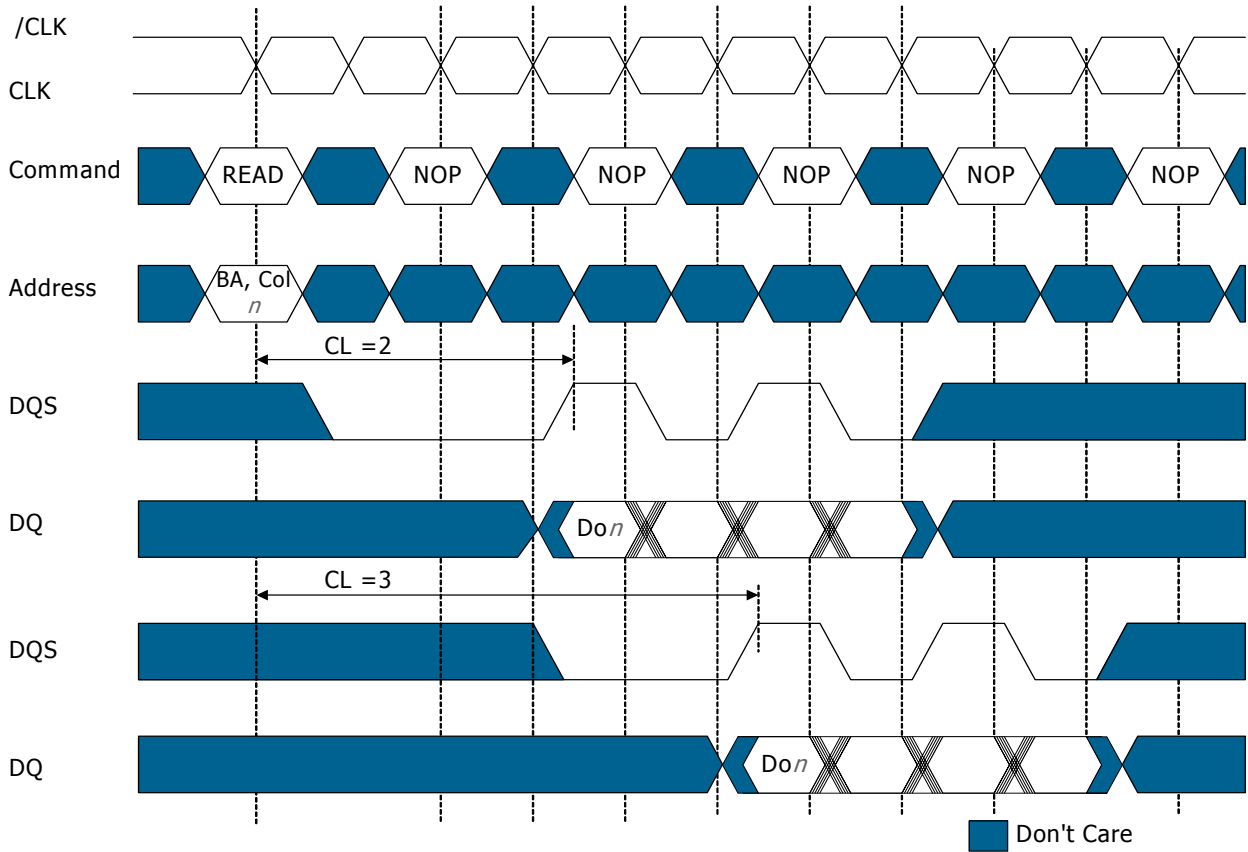 /CLK
CLK
Command
READ
NOP
NOP
NOP
NOP
NOP
Address
BA, Col
n
CL =2
DQS
DQ
Don
CL =3
DQS
DQ
Don
Don't Care